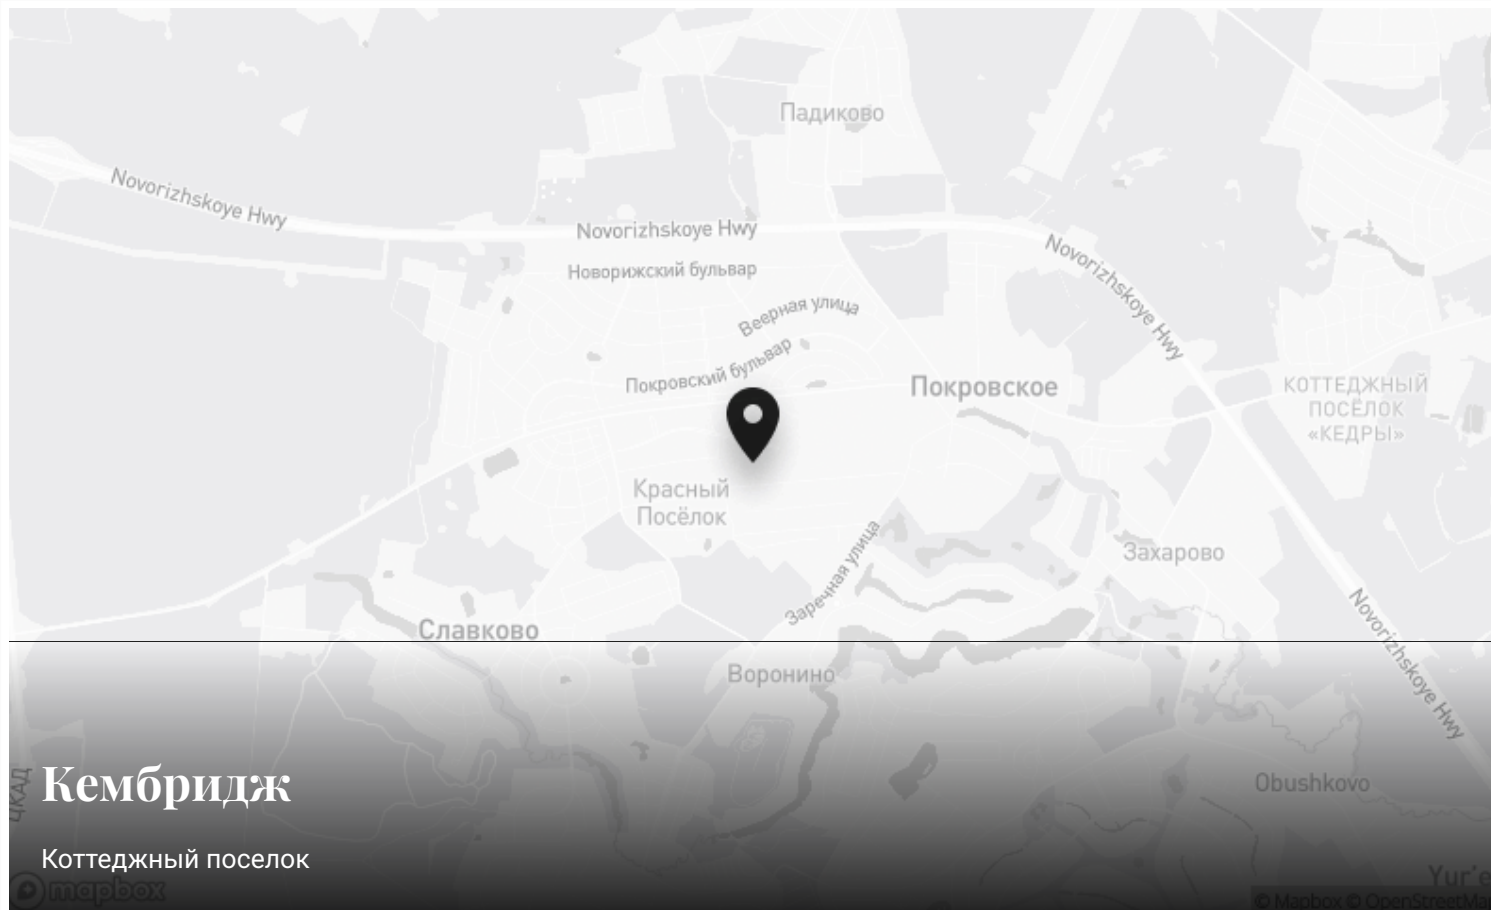 Падиково
Novorizhskoye Hwy
Novorizhskoye Hwy
Novorizhskoye Hwy
Новорижский бульвар
Веерная улица
Покровский бульвар
Покровское
КОТТЕДЖНЫЙ
ПОСЁЛОК
«КЕДРЫ»
Красный
Посёлок
Заречная улица
Захарово
Novorizhskoye Hwy
Славково
Воронино
ЦКАД
Кембридж
Obushkovo
Коттеджный поселок
Yur'e
mapbox
© Mapbox © OpenStreetMap